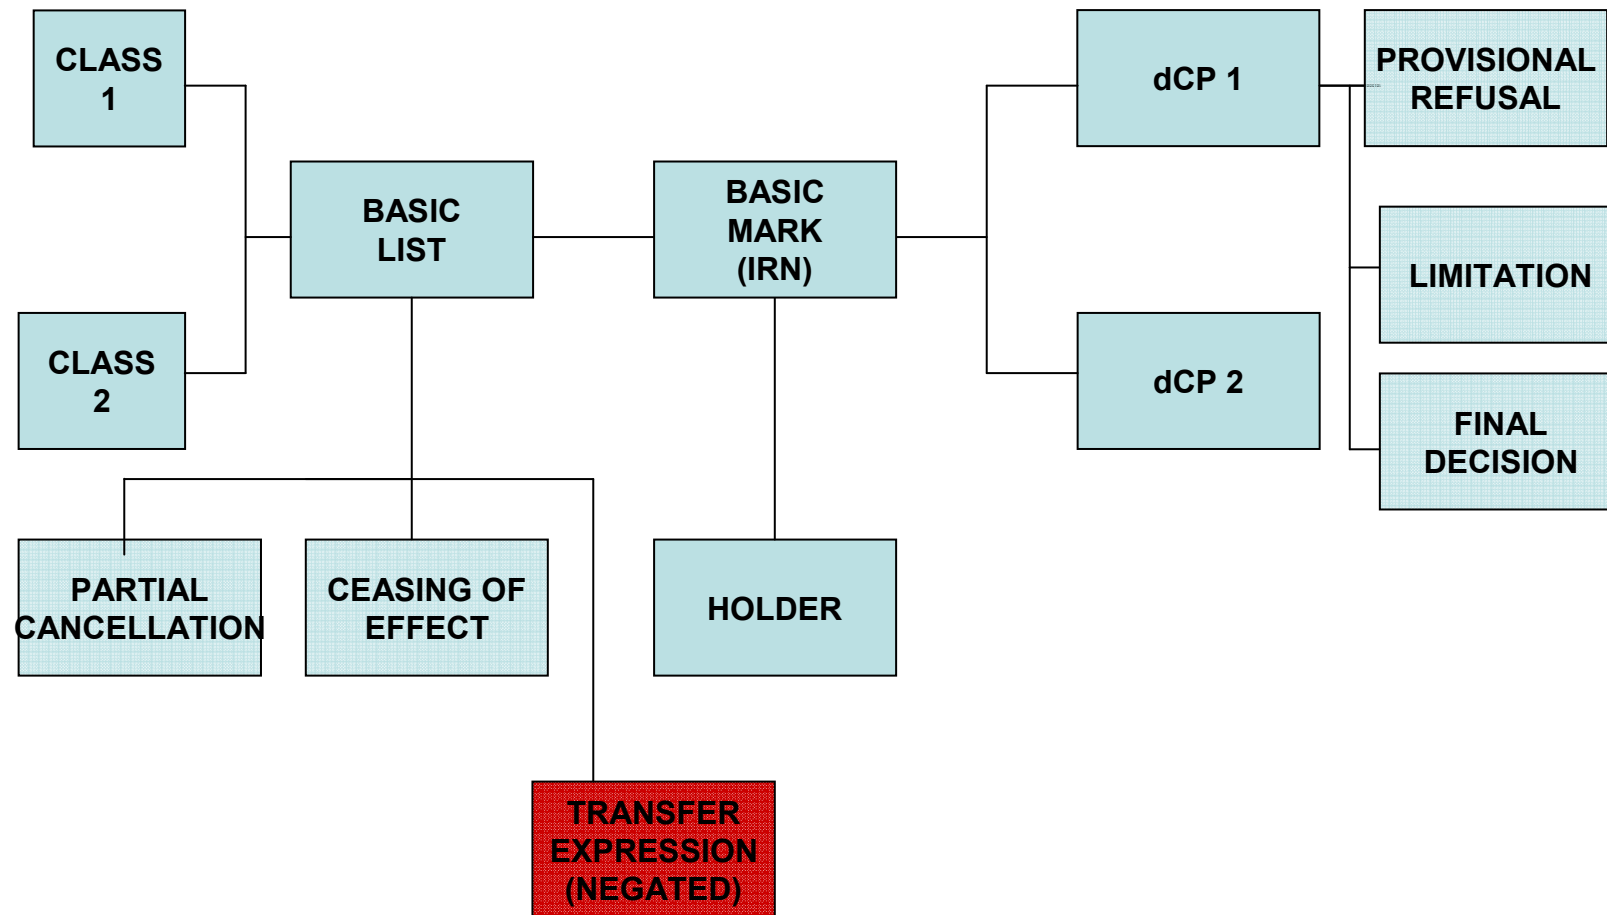 CLASS
1
dCP 1
PROVISIONAL
REFUSAL
BASIC
LIST
BASIC
MARK
(IRN)
LIMITATION
CLASS
2
dCP 2
FINAL
DECISION
PARTIAL
CANCELLATION
CEASING OF
EFFECT
HOLDER
TRANSFER
EXPRESSION
(NEGATED)